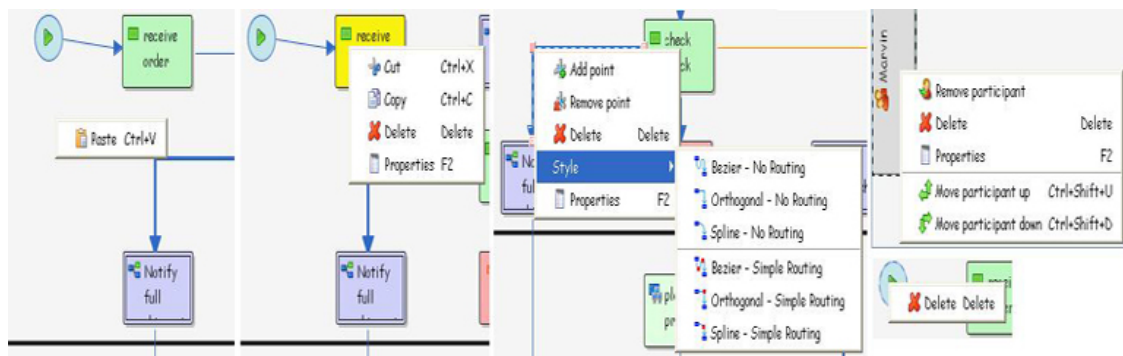 receive
order
Paste Ctrl+V
Notify
full
receive
Cut Ctrl+X
Copy Ctrl+C
Delete Delete
Properties F2
Notify
full
check
Add point
Remove point
Delete Delete
Style
Properties F2
Bezier - No Routing
Orthogonal - No Routing
Spline - No Routing
Bezier - Simple Routing
Orthogonal - Simple Routing
Spline - Simple Routing
Marvin
Remove participant
Delete Delete
Properties F2
Move participant up Ctrl+Shift+U
Move participant down Ctrl+Shift+D
Delete Delete